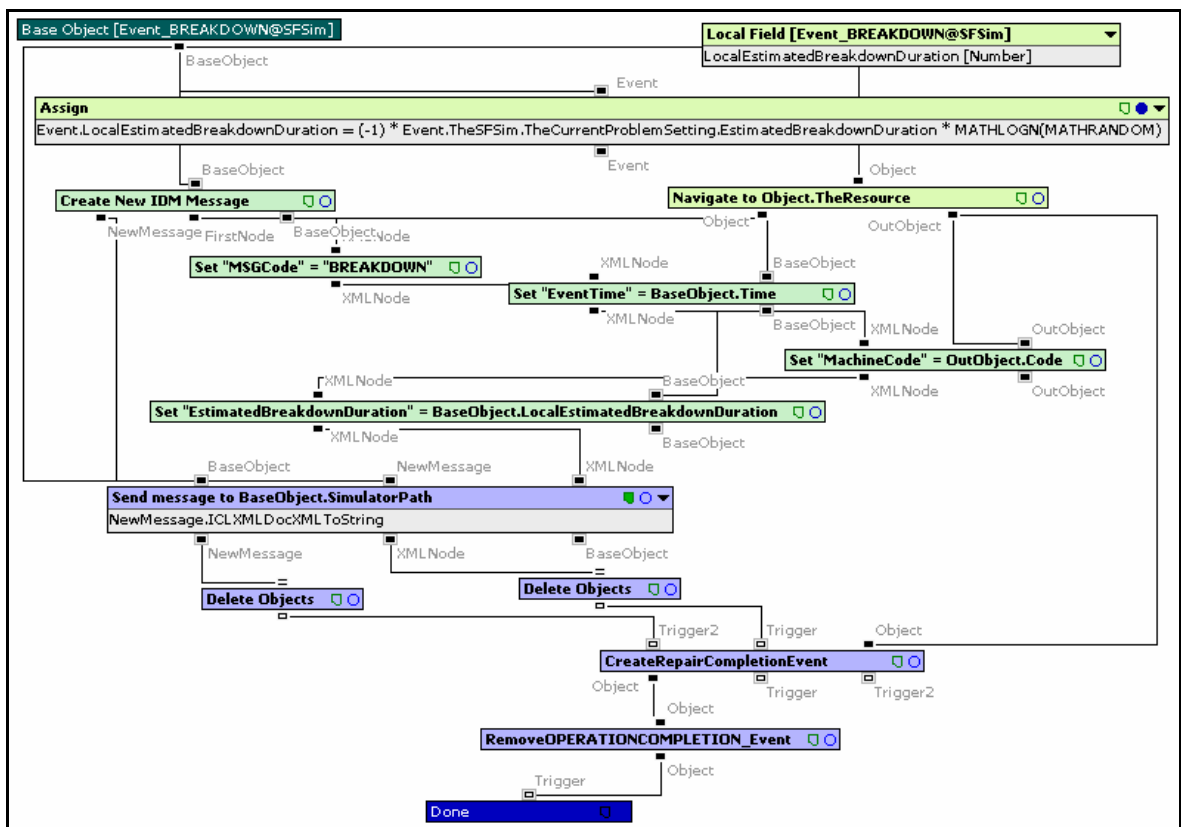 Base Object [Event_BREAKDOWN@SFSim]
Local Field [Event_BREAKDOWN@SFSim]
LocalEstimatedBreakdownDuration [Number]
BaseObject
Event
Assign
Event.LocalEstimatedBreakdownDuration = (-1) * Event.TheSFSim.TheCurrentProblemSetting.EstimatedBreakdownDuration * MATHLOGN(MATHRANDOM)
Event
BaseObject
Object
Create New IDM Message
Navigate to Object.TheResource
NewMessage
FirstNode
BaseObject
Object
OutObject
Set "MSGCode" = "BREAKDOWN"
XMLNode
BaseObject
XMLNode
Set "EventTime" = BaseObject.Time
XMLNode
BaseObject
XMLNode
OutObject
Set "MachineCode" = OutObject.Code
XMLNode
OutObject
XMLNode
BaseObject
Set "EstimatedBreakdownDuration" = BaseObject.LocalEstimatedBreakdownDuration
XMLNode
BaseObject
BaseObject
NewMessage
XMLNode
Send message to BaseObject.SimulatorPath
NewMessage.ICLXMLDocXMLToString
NewMessage
XMLNode
BaseObject
Delete Objects
Delete Objects
Trigger2
Trigger
Object
CreateRepairCompletionEvent
Object
Trigger
Trigger2
Object
RemoveOPERATIONCOMPLETION_Event
Object
Trigger
Done